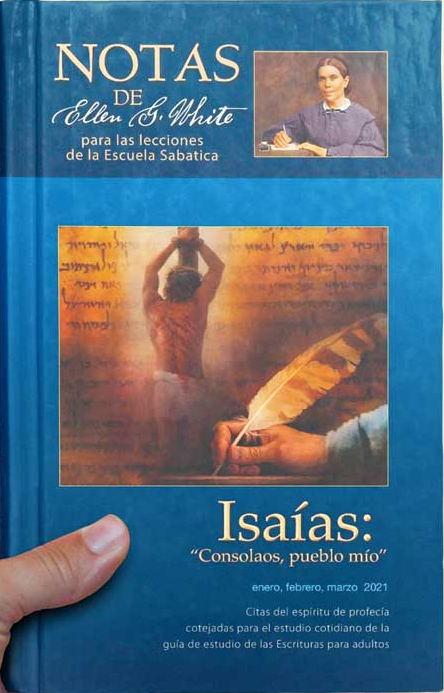 NOTAS
DE
Ellen G. White
para las lecciones
de la Escuela Sabatica
Isaías:
“Consolaos, pueblo mío”
enero, febrero, marzo 2021
Citas del espíritu de profecía
cotejadas para el estudio cotidiano de la
guía de estudio de las Escrituras para adultos